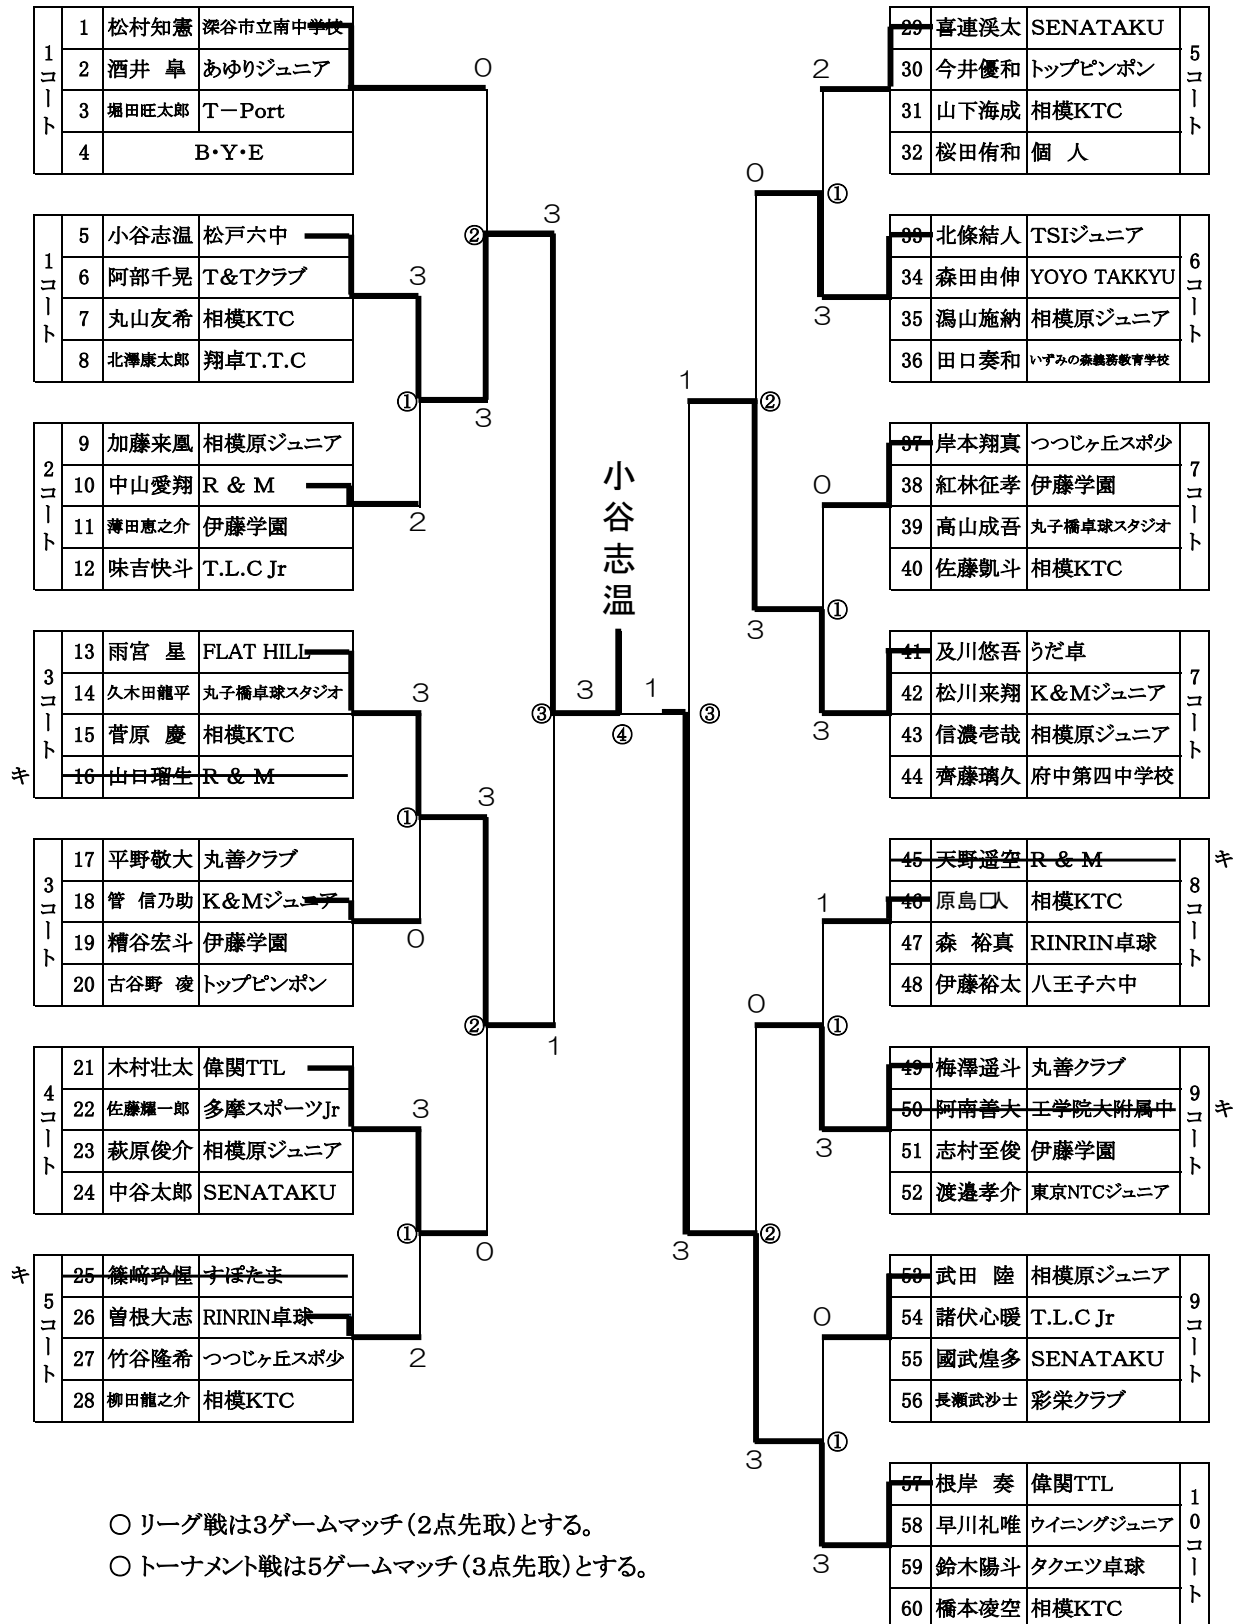 1コート
1 松村知憲 深谷市立南中学校
2 酒井 皐 あゆりジュニア
3 堀田旺太郎 T－Port
4 B・Y・E
1コート
5 小谷志温 松戸六中
6 阿部千晃 T&Tクラブ
7 丸山友希 相模KTC
8 北澤康太郎 翔卓T.T.C
2コート
9 加藤来凰 相模原ジュニア
10 中山愛翔 R & M
11 薄田恵之介 伊藤学園
12 味吉快斗 T.L.C Jr
3コート
13 雨宮 星 FLAT HILL
14 久木田龍平 丸子橋卓球スタジオ
15 菅原 慶 相模KTC
キ 16 山口瑠生 R & M
3コート
17 平野敬大 丸善クラブ
18 管 信乃助 K&Mジュニア
19 糟谷宏斗 伊藤学園
20 古谷野 凌 トップピンポン
4コート
21 木村壮太 偉関TTL
22 佐藤耀一郎 多摩スポーツJr
23 萩原俊介 相模原ジュニア
24 中谷太郎 SENATAKU
5コート
キ 25 篠﨑玲惺 すぽたま
26 曽根大志 RINRIN卓球
27 竹谷隆希 つつじヶ丘スポ少
28 柳田龍之介 相模KTC
0
3
②
3
①
3
2
3
①
3
0
②
1
3
①
0
2
③
3
④
1
小谷志温
③
1
3
2
0
①
3
②
0
3
①
3
1
0
①
3
②
0
3
①
3
29 喜連渓太 SENATAKU
30 今井優和 トップピンポン
31 山下海成 相模KTC
32 桜田侑和 個 人
5コート
33 北條結人 TSIジュニア
34 森田由伸 YOYO TAKKYU
35 潟山施納 相模原ジュニア
36 田口奏和 いずみの森義務教育学校
6コート
37 岸本翔真 つつじヶ丘スポ少
38 紅林征孝 伊藤学園
39 高山成吾 丸子橋卓球スタジオ
40 佐藤凱斗 相模KTC
7コート
41 及川悠吾 うだ卓
42 松川来翔 K&Mジュニア
43 信濃壱哉 相模原ジュニア
44 齊藤璃久 府中第四中学校
7コート
45 天野遥空 R & M キ
46 原島□人 相模KTC
47 森 裕真 RINRIN卓球
48 伊藤裕太 八王子六中
8コート
49 梅澤遥斗 丸善クラブ
50 阿南善大 工学院大附属中 キ
51 志村至俊 伊藤学園
52 渡邉孝介 東京NTCジュニア
9コート
53 武田 陸 相模原ジュニア
54 諸伏心暖 T.L.C Jr
55 國武煌多 SENATAKU
56 長瀬武沙士 彩栄クラブ
9コート
57 根岸 奏 偉関TTL
58 早川礼唯 ウイニングジュニア
59 鈴木陽斗 タクエツ卓球
60 橋本凌空 相模KTC
10コート
○ リーグ戦は3ゲームマッチ（2点先取）とする。
○ トーナメント戦は5ゲームマッチ（3点先取）とする。